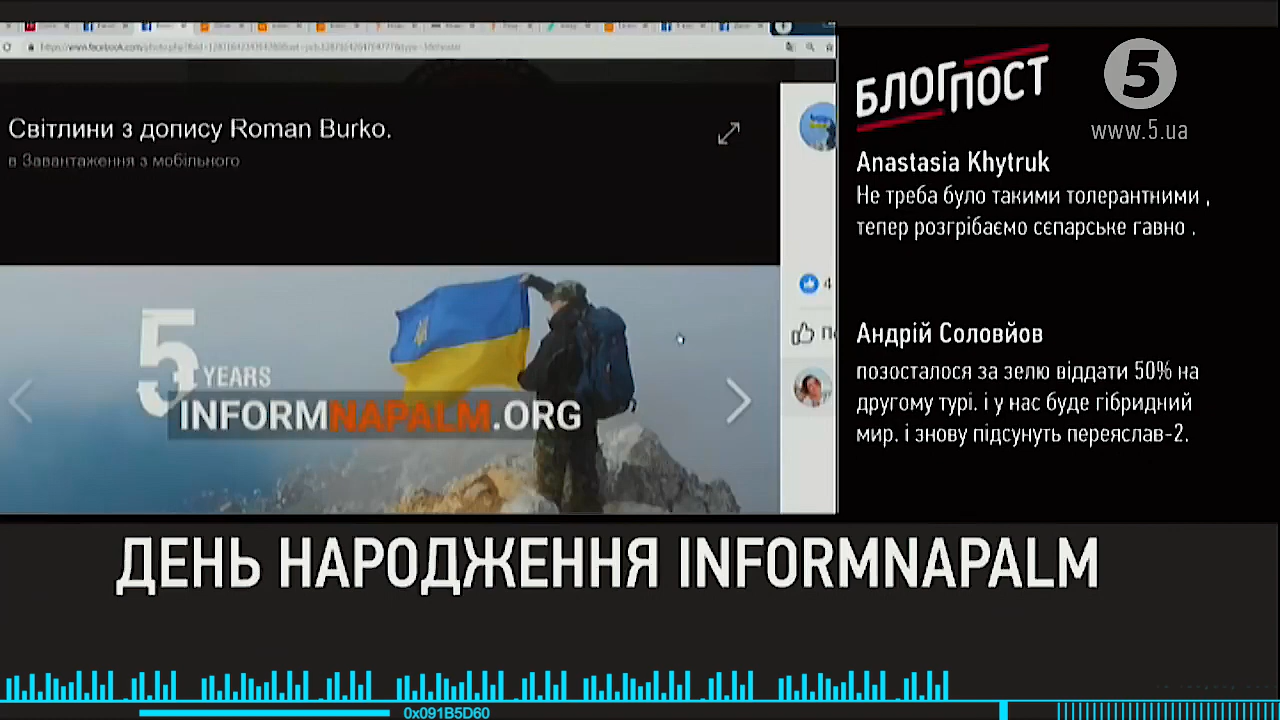 Світлини з допису Roman Burko.
в Завантаження з мобільного
5
YEARS
INFORMNAPALM.ORG
БЛОГПОСТ
5
www.5.ua
Anastasia Khytruk
Не треба було такими толерантними ,
тепер розгрібаємо сєпарське гавно .
4
Андрій Соловйов
позосталося за зелю віддати 50% на
другому турі. і у нас буде гібридний
мир. і знову підсунуть переяслав-2.
ДЕНЬ НАРОДЖЕННЯ INFORMNAPALM
0x091B5D60